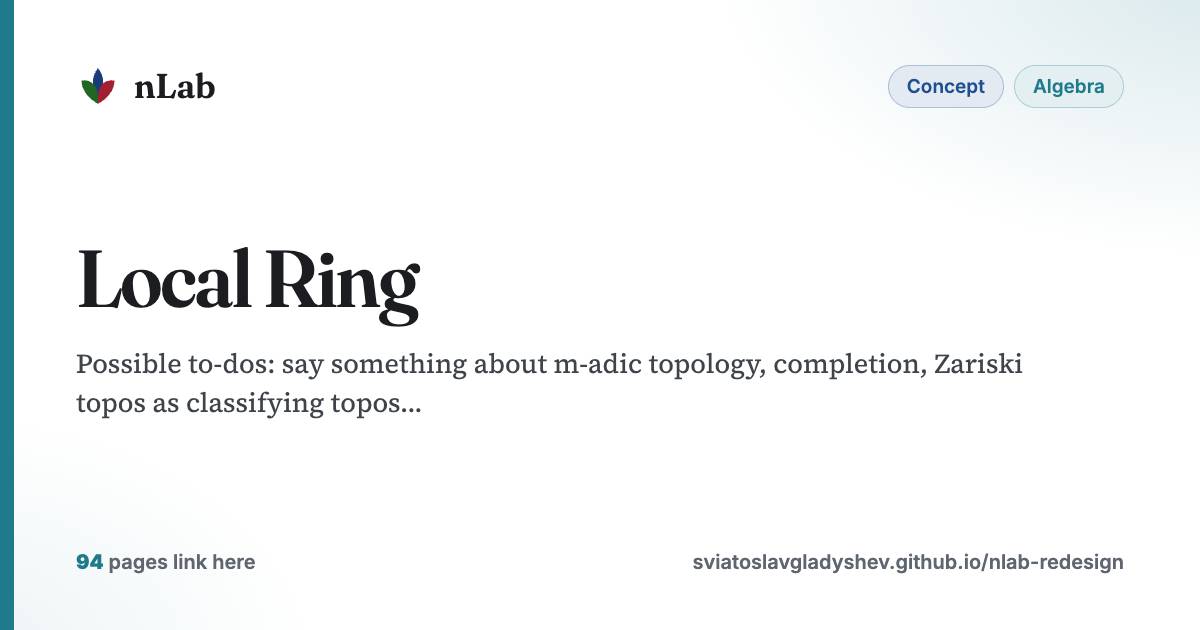 nLab
Concept
Algebra
Local Ring
Possible to-dos: say something about m-adic topology, completion, Zariski
topos as classifying topos...
94 pages link here
sviatoslavgladyshev.github.io/nlab-redesign